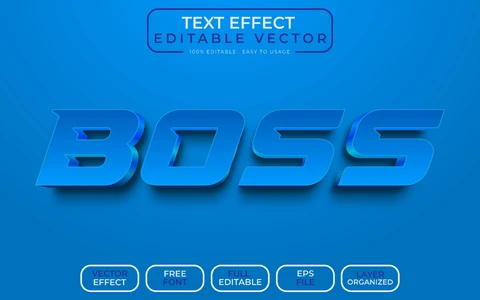 TEXT EFFECT
EDITABLE VECTOR
100% EDITABLE . EASY TO USAGE
BOSS
VECTOR EFFECT
FREE FONT
FULL EDITABLE
EPS FILE
LAYER ORGANIZED